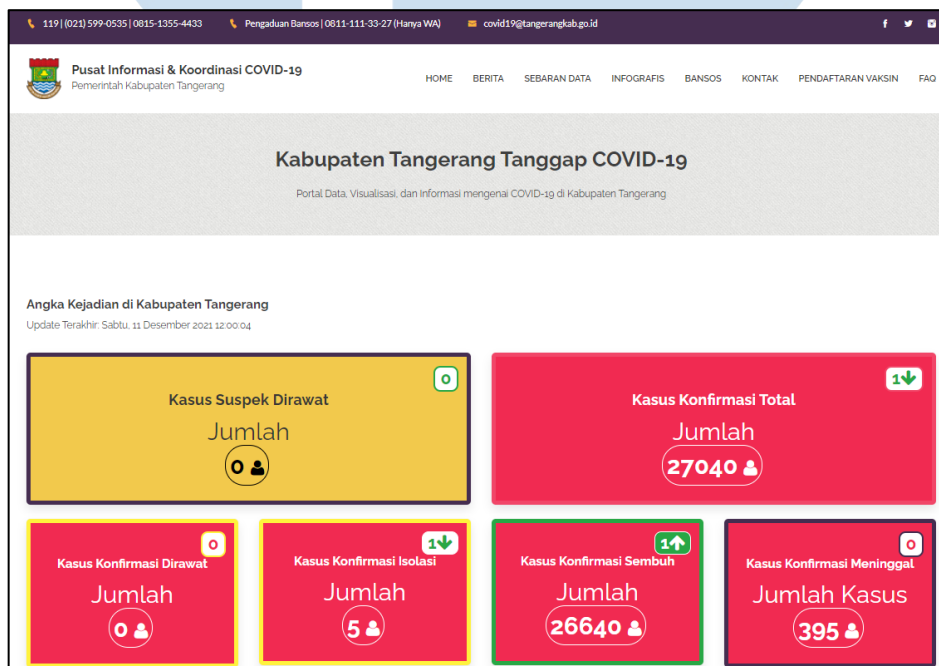 119 | (021) 599-0535 | 0815-1355-4433 Pengaduan Bansos | 0811-111-33-27 (Hanya WA) covid19@tangerangkab.go.id
Pusat Informasi & Koordinasi COVID-19
Pemerintah Kabupaten Tangerang
HOME BERITA SEBARAN DATA INFOGRAFIS BANSOS KONTAK PENDAFTARAN VAKSIN FAQ
Kabupaten Tangerang Tanggap COVID-19
Portal Data, Visualisasi, dan Informasi mengenai COVID-19 di Kabupaten Tangerang
Angka Kejadian di Kabupaten Tangerang
Update Terakhir: Sabtu, 11 Desember 2021 12:00:04
0
Kasus Suspek Dirawat
Jumlah
0
1
Kasus Konfirmasi Total
Jumlah
27040
0
Kasus Konfirmasi Dirawat
Jumlah
0
1
Kasus Konfirmasi Isolasi
Jumlah
5
1
Kasus Konfirmasi Sembuh
Jumlah
26640
0
Kasus Konfirmasi Meninggal
Jumlah Kasus
395